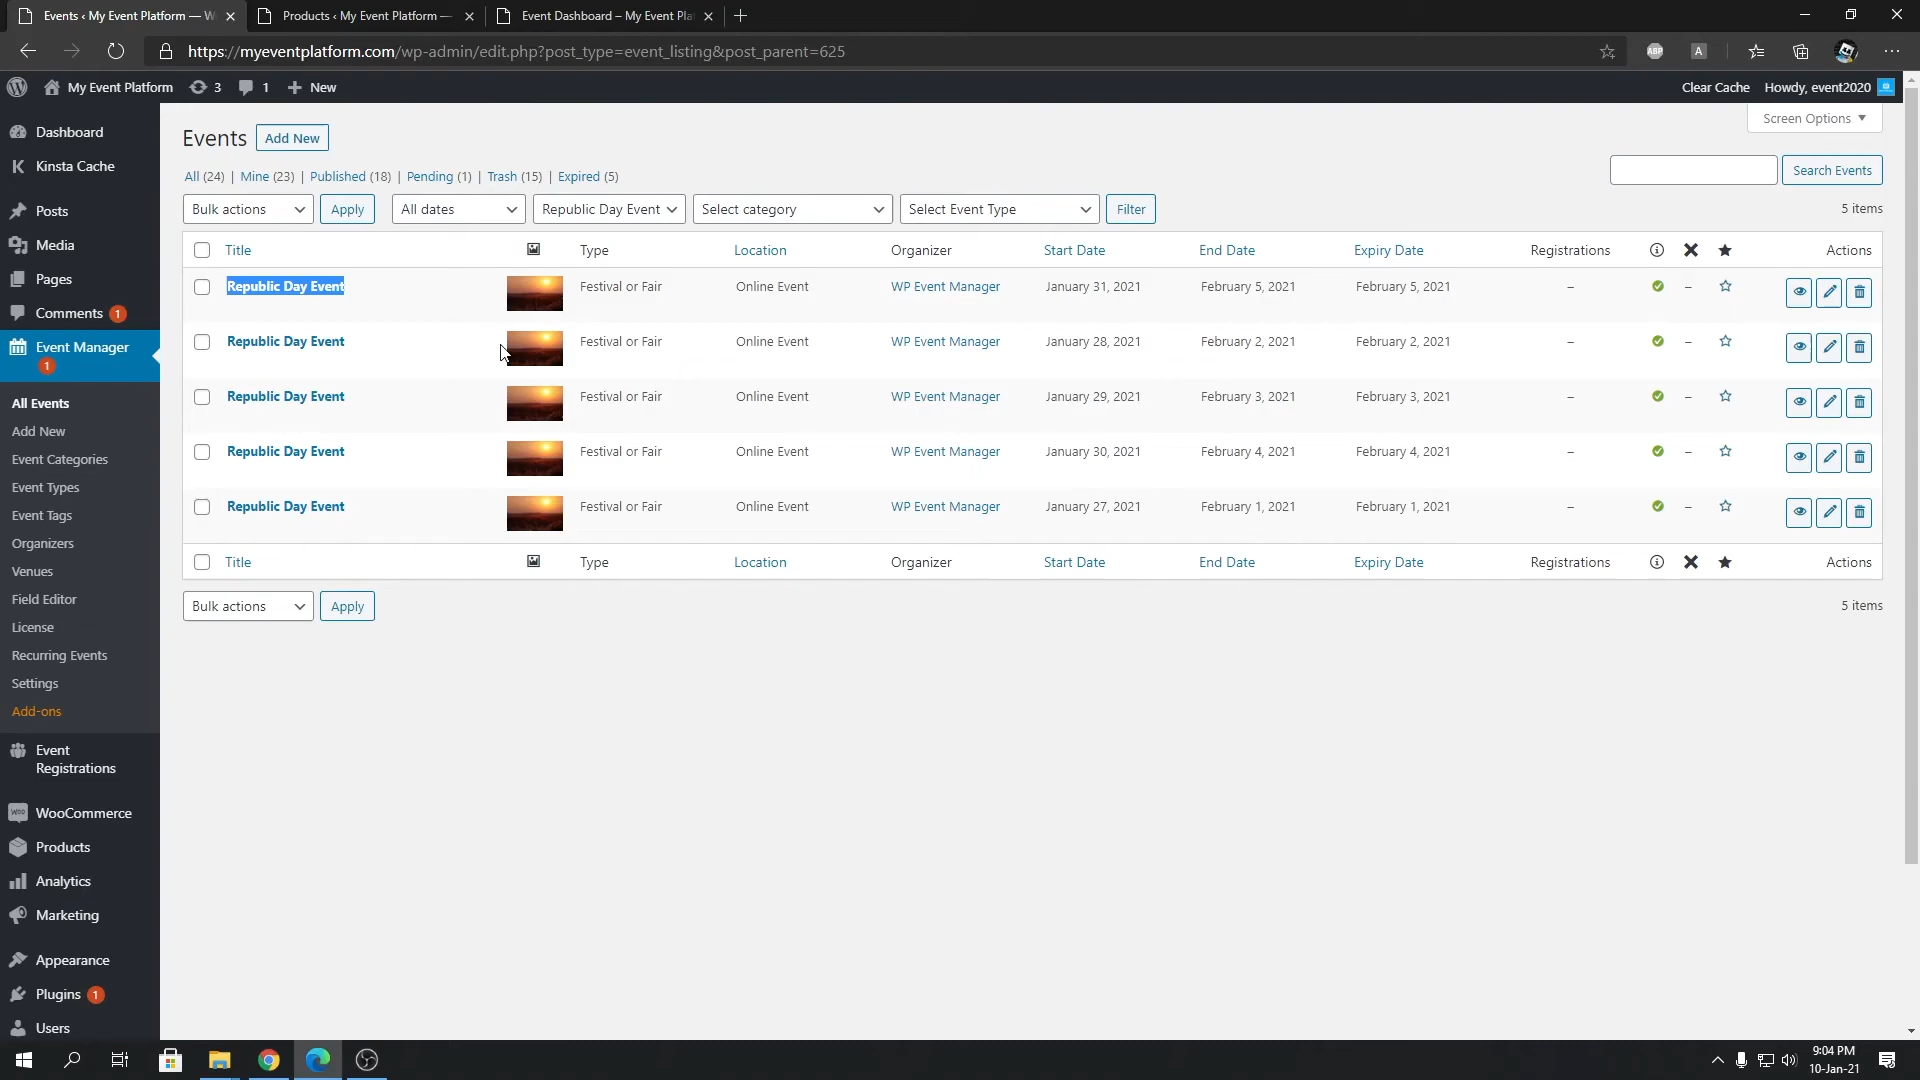 Events ‹ My Event Platform — W
Products ‹ My Event Platform —
Event Dashboard – My Event Pla
https://myeventplatform.com/wp-admin/edit.php?post_type=event_listing&post_parent=625
ABP
A
My Event Platform
3
1
New
Clear Cache
Howdy, event2020
Dashboard
Kinsta Cache
Posts
Media
Pages
Comments 1
Event Manager
1
All Events
Add New
Event Categories
Event Types
Event Tags
Organizers
Venues
Field Editor
License
Recurring Events
Settings
Add-ons
Event
Registrations
WooCommerce
Products
Analytics
Marketing
Appearance
Plugins 1
Users
Events Add New
Screen Options
All (24) | Mine (23) | Published (18) | Pending (1) | Trash (15) | Expired (5)
Search Events
Bulk actions Apply All dates Republic Day Event Select category Select Event Type Filter 5 items
Title Type Location Organizer Start Date End Date Expiry Date Registrations Actions
Republic Day Event Festival or Fair Online Event WP Event Manager January 31, 2021 February 5, 2021 February 5, 2021 – –
Republic Day Event Festival or Fair Online Event WP Event Manager January 28, 2021 February 2, 2021 February 2, 2021 – –
Republic Day Event Festival or Fair Online Event WP Event Manager January 29, 2021 February 3, 2021 February 3, 2021 – –
Republic Day Event Festival or Fair Online Event WP Event Manager January 30, 2021 February 4, 2021 February 4, 2021 – –
Republic Day Event Festival or Fair Online Event WP Event Manager January 27, 2021 February 1, 2021 February 1, 2021 – –
Title Type Location Organizer Start Date End Date Expiry Date Registrations Actions
Bulk actions Apply 5 items
9:04 PM
10-Jan-21